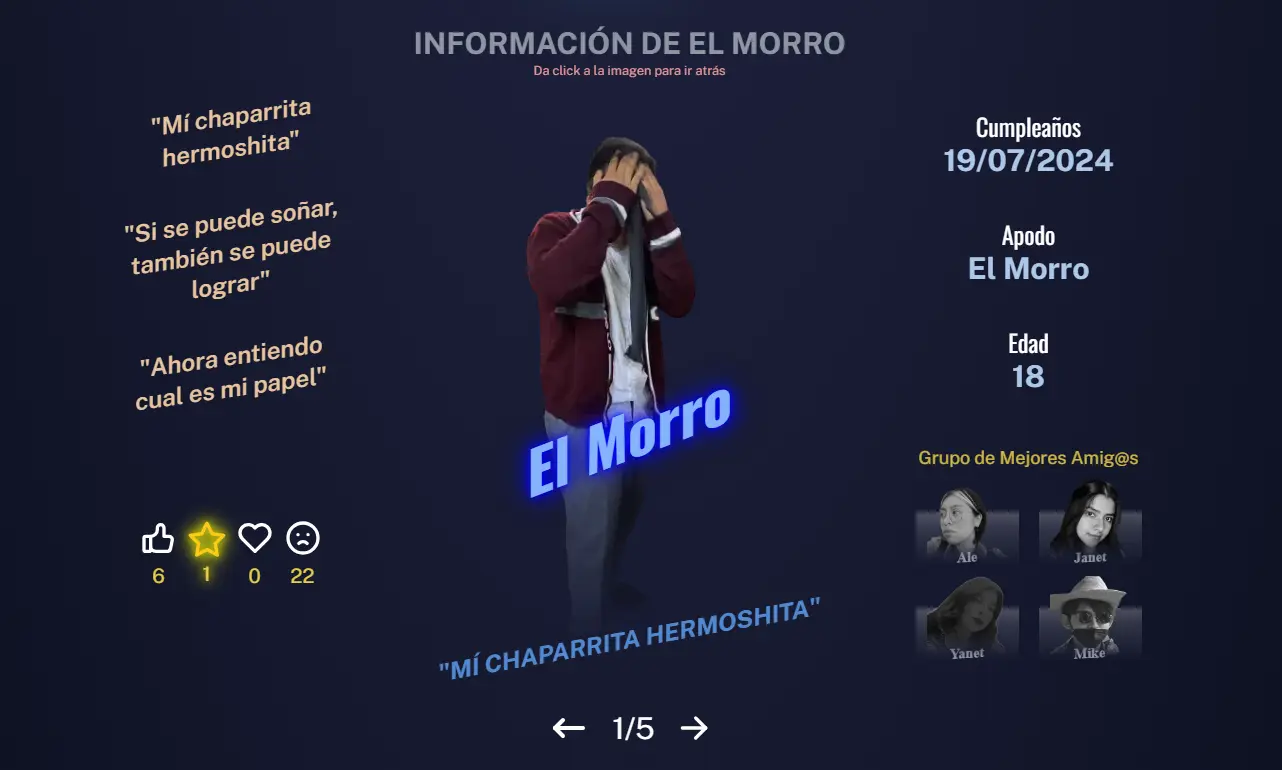 INFORMACIÓN DE EL MORRO
Da click a la imagen para ir atrás
"Mí chaparrita
hermoshita"
"Si se puede soñar,
también se puede
lograr"
"Ahora entiendo
cual es mi papel"
6
1
0
22
El Morro
"MÍ CHAPARRITA HERMOSHITA"
Cumpleaños
19/07/2024
Apodo
El Morro
Edad
18
Grupo de Mejores Amig@s
Ale
Janet
Yanet
Mike
1/5